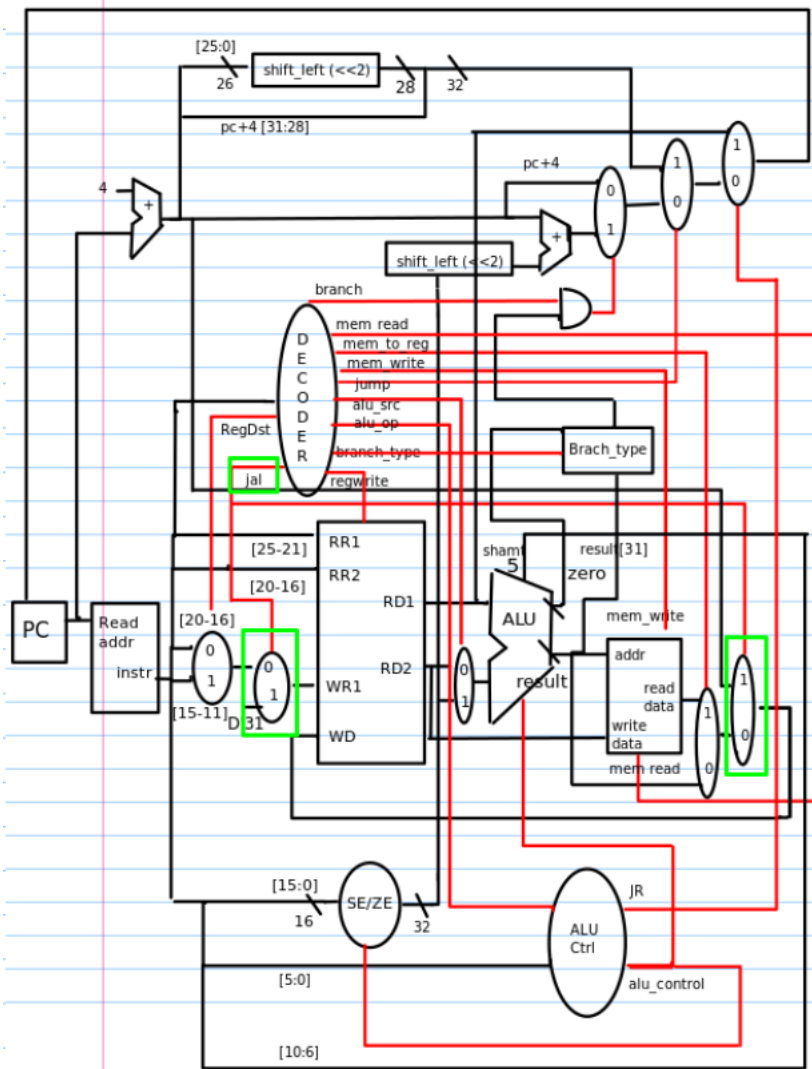 [25:0]
shift_left (<<2)
26
28
32
pc+4 [31:28]
1
0
1
0
pc+4
0
1
4
+
+
shift_left (<<2)
branch
mem read
mem_to_reg
mem_write
jump
alu_src
alu_op
branch_type
regwrite
DECODER
RegDst
jal
Brach_type
[25-21]
RR1
[20-16]
RR2
RD1
RD2
WR1
WD
shamt
5
result[31]
zero
ALU
result
mem_write
PC
Read
addr
instr
[20-16]
0
1
[15-11]
0
1
D'31
0
1
addr
read
data
write
data
mem read
1
0
1
0
[15:0]
16
SE/ZE
32
ALU
Ctrl
JR
alu_control
[5:0]
[10:6]